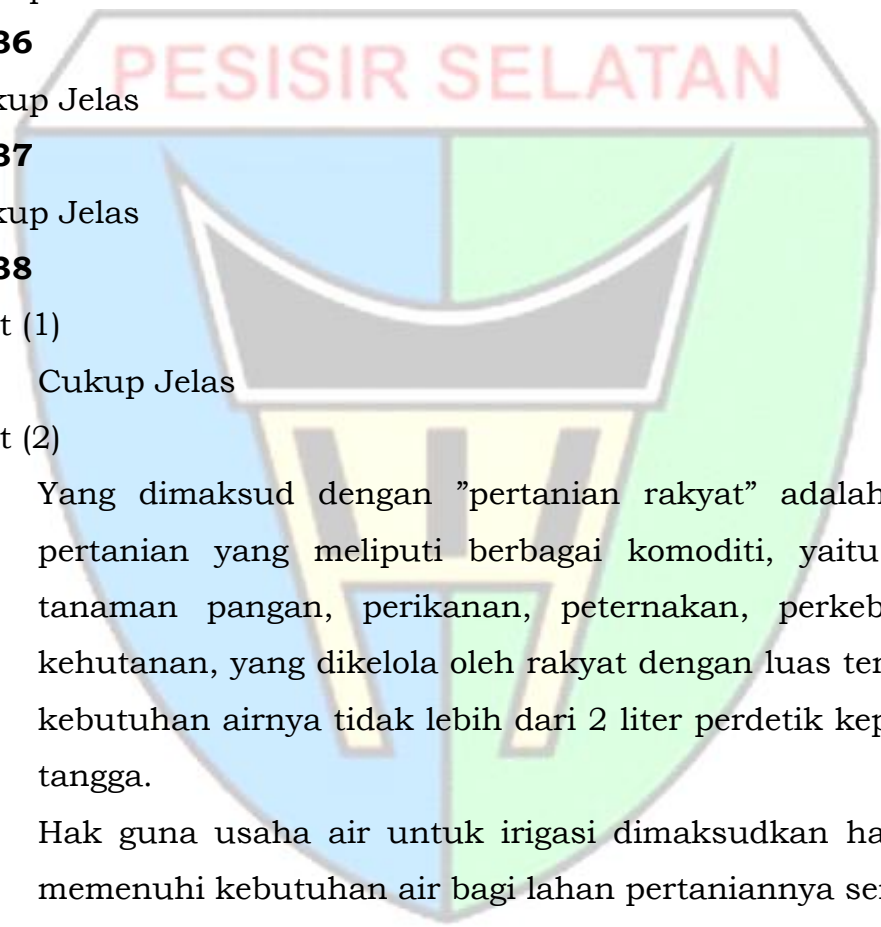 PESISIR SELATAN
36
kup Jelas
37
kup Jelas
38
t (1)
Cukup Jelas
t (2)
Yang dimaksud dengan ”pertanian rakyat” adalah
pertanian yang meliputi berbagai komoditi, yaitu
tanaman pangan, perikanan, peternakan, perkeb
kehutanan, yang dikelola oleh rakyat dengan luas ter
kebutuhan airnya tidak lebih dari 2 liter perdetik kep
tangga.
Hak guna usaha air untuk irigasi dimaksudkan ha
memenuhi kebutuhan air bagi lahan pertaniannya se